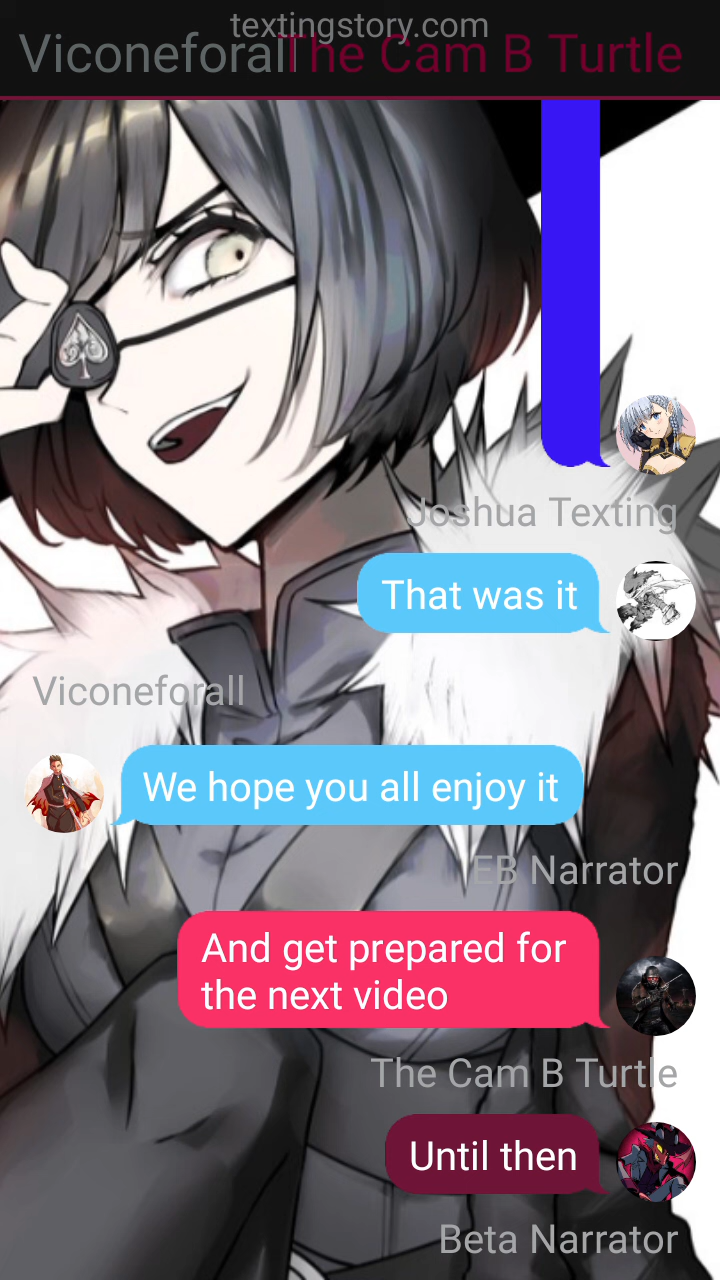 textingstory.com
Viconeforall
The Cam B Turtle
Joshua Texting
That was it
Viconeforall
We hope you all enjoy it
EB Narrator
And get prepared for
the next video
The Cam B Turtle
Until then
Beta Narrator